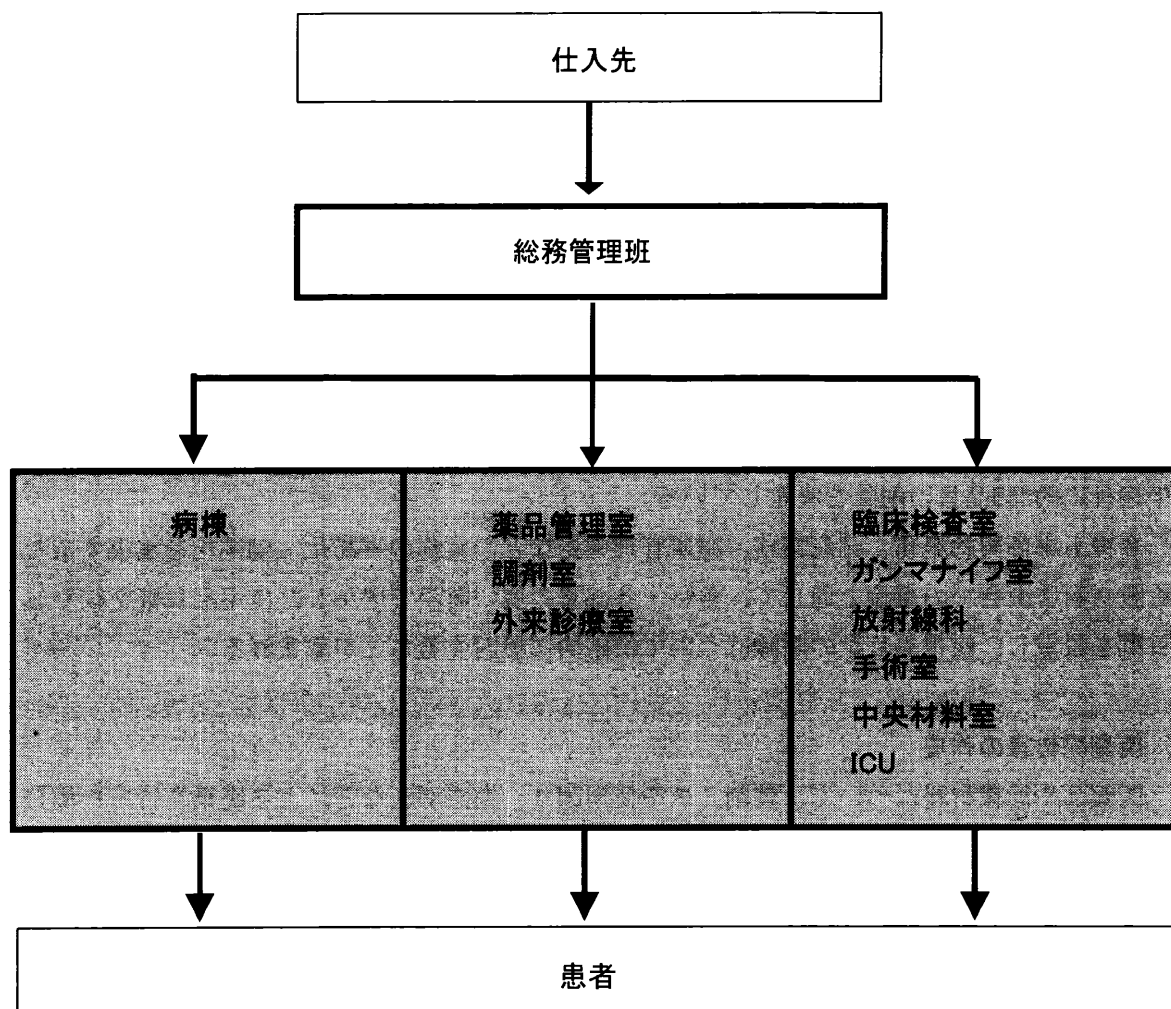 仕入先
総務管理班
病棟
薬品管理室
調剤室
外来診療室
臨床検査室
ガンマナイフ室
放射線科
手術室
中央材料室
ICU
患者